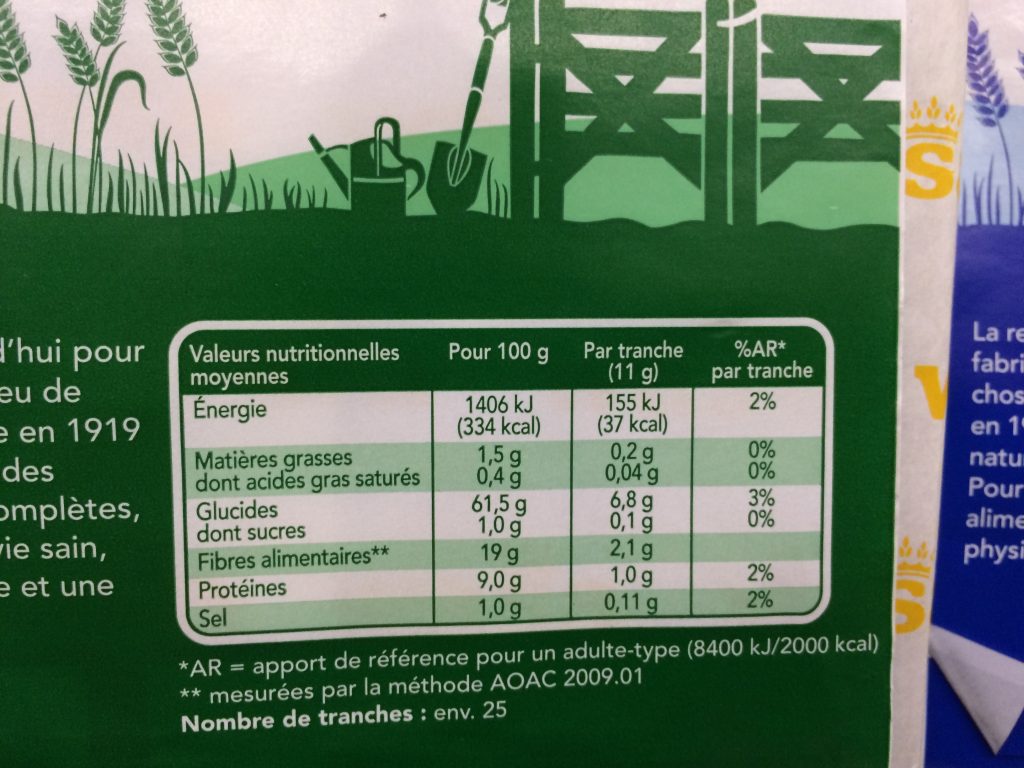 d'hui pour
eu de
e en 1919
des
omplètes,
vie sain,
e et une
Valeurs nutritionnelles moyennes | Pour 100 g | Par tranche (11 g) | %AR* par tranche
Énergie | 1406 kJ (334 kcal) | 155 kJ (37 kcal) | 2%
Matières grasses | 1,5 g | 0,2 g | 0%
dont acides gras saturés | 0,4 g | 0,04 g | 0%
Glucides | 61,5 g | 6,8 g | 3%
dont sucres | 1,0 g | 0,1 g | 0%
Fibres alimentaires** | 19 g | 2,1 g
Protéines | 9,0 g | 1,0 g | 2%
Sel | 1,0 g | 0,11 g | 2%
*AR = apport de référence pour un adulte-type (8400 kJ/2000 kcal)
** mesurées par la méthode AOAC 2009.01
Nombre de tranches : env. 25
S
S
La re
fabri
chos
en 1
natu
Pour
alime
physi